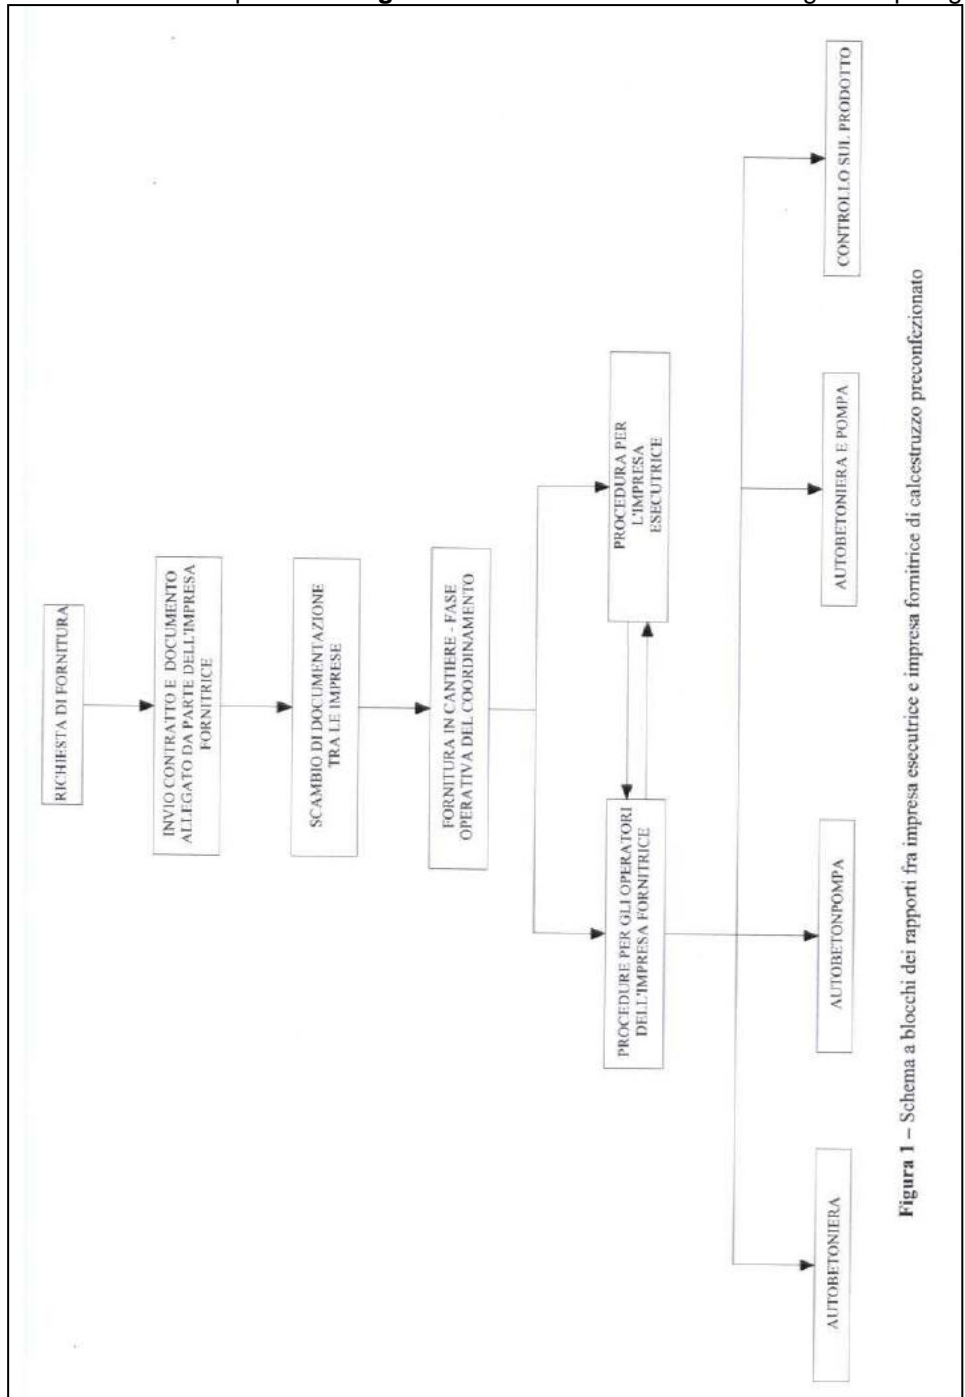 RICHIESTA DI FORNITURA
INVIO CONTRATTO E DOCUMENTO
ALLEGATO DA PARTE DELL'IMPRESA
FORNITRICE
SCAMBIO DI DOCUMENTAZIONE
TRA LE IMPRESE
FORNITURA IN CANTIERE - FASE
OPERATIVA DEL COORDINAMENTO
PROCEDURE PER GLI OPERATORI
DELL'IMPRESA FORNITRICE
PROCEDURA PER
L'IMPRESA
ESECUTRICE
AUTOBETONIERA
AUTOBETONPOMPA
AUTOBETONIERA E POMPA
CONTROLLO SUL PRODOTTO
Figura 1 – Schema a blocchi dei rapporti fra impresa esecutrice e impresa fornitrice di calcestruzzo preconfezionato